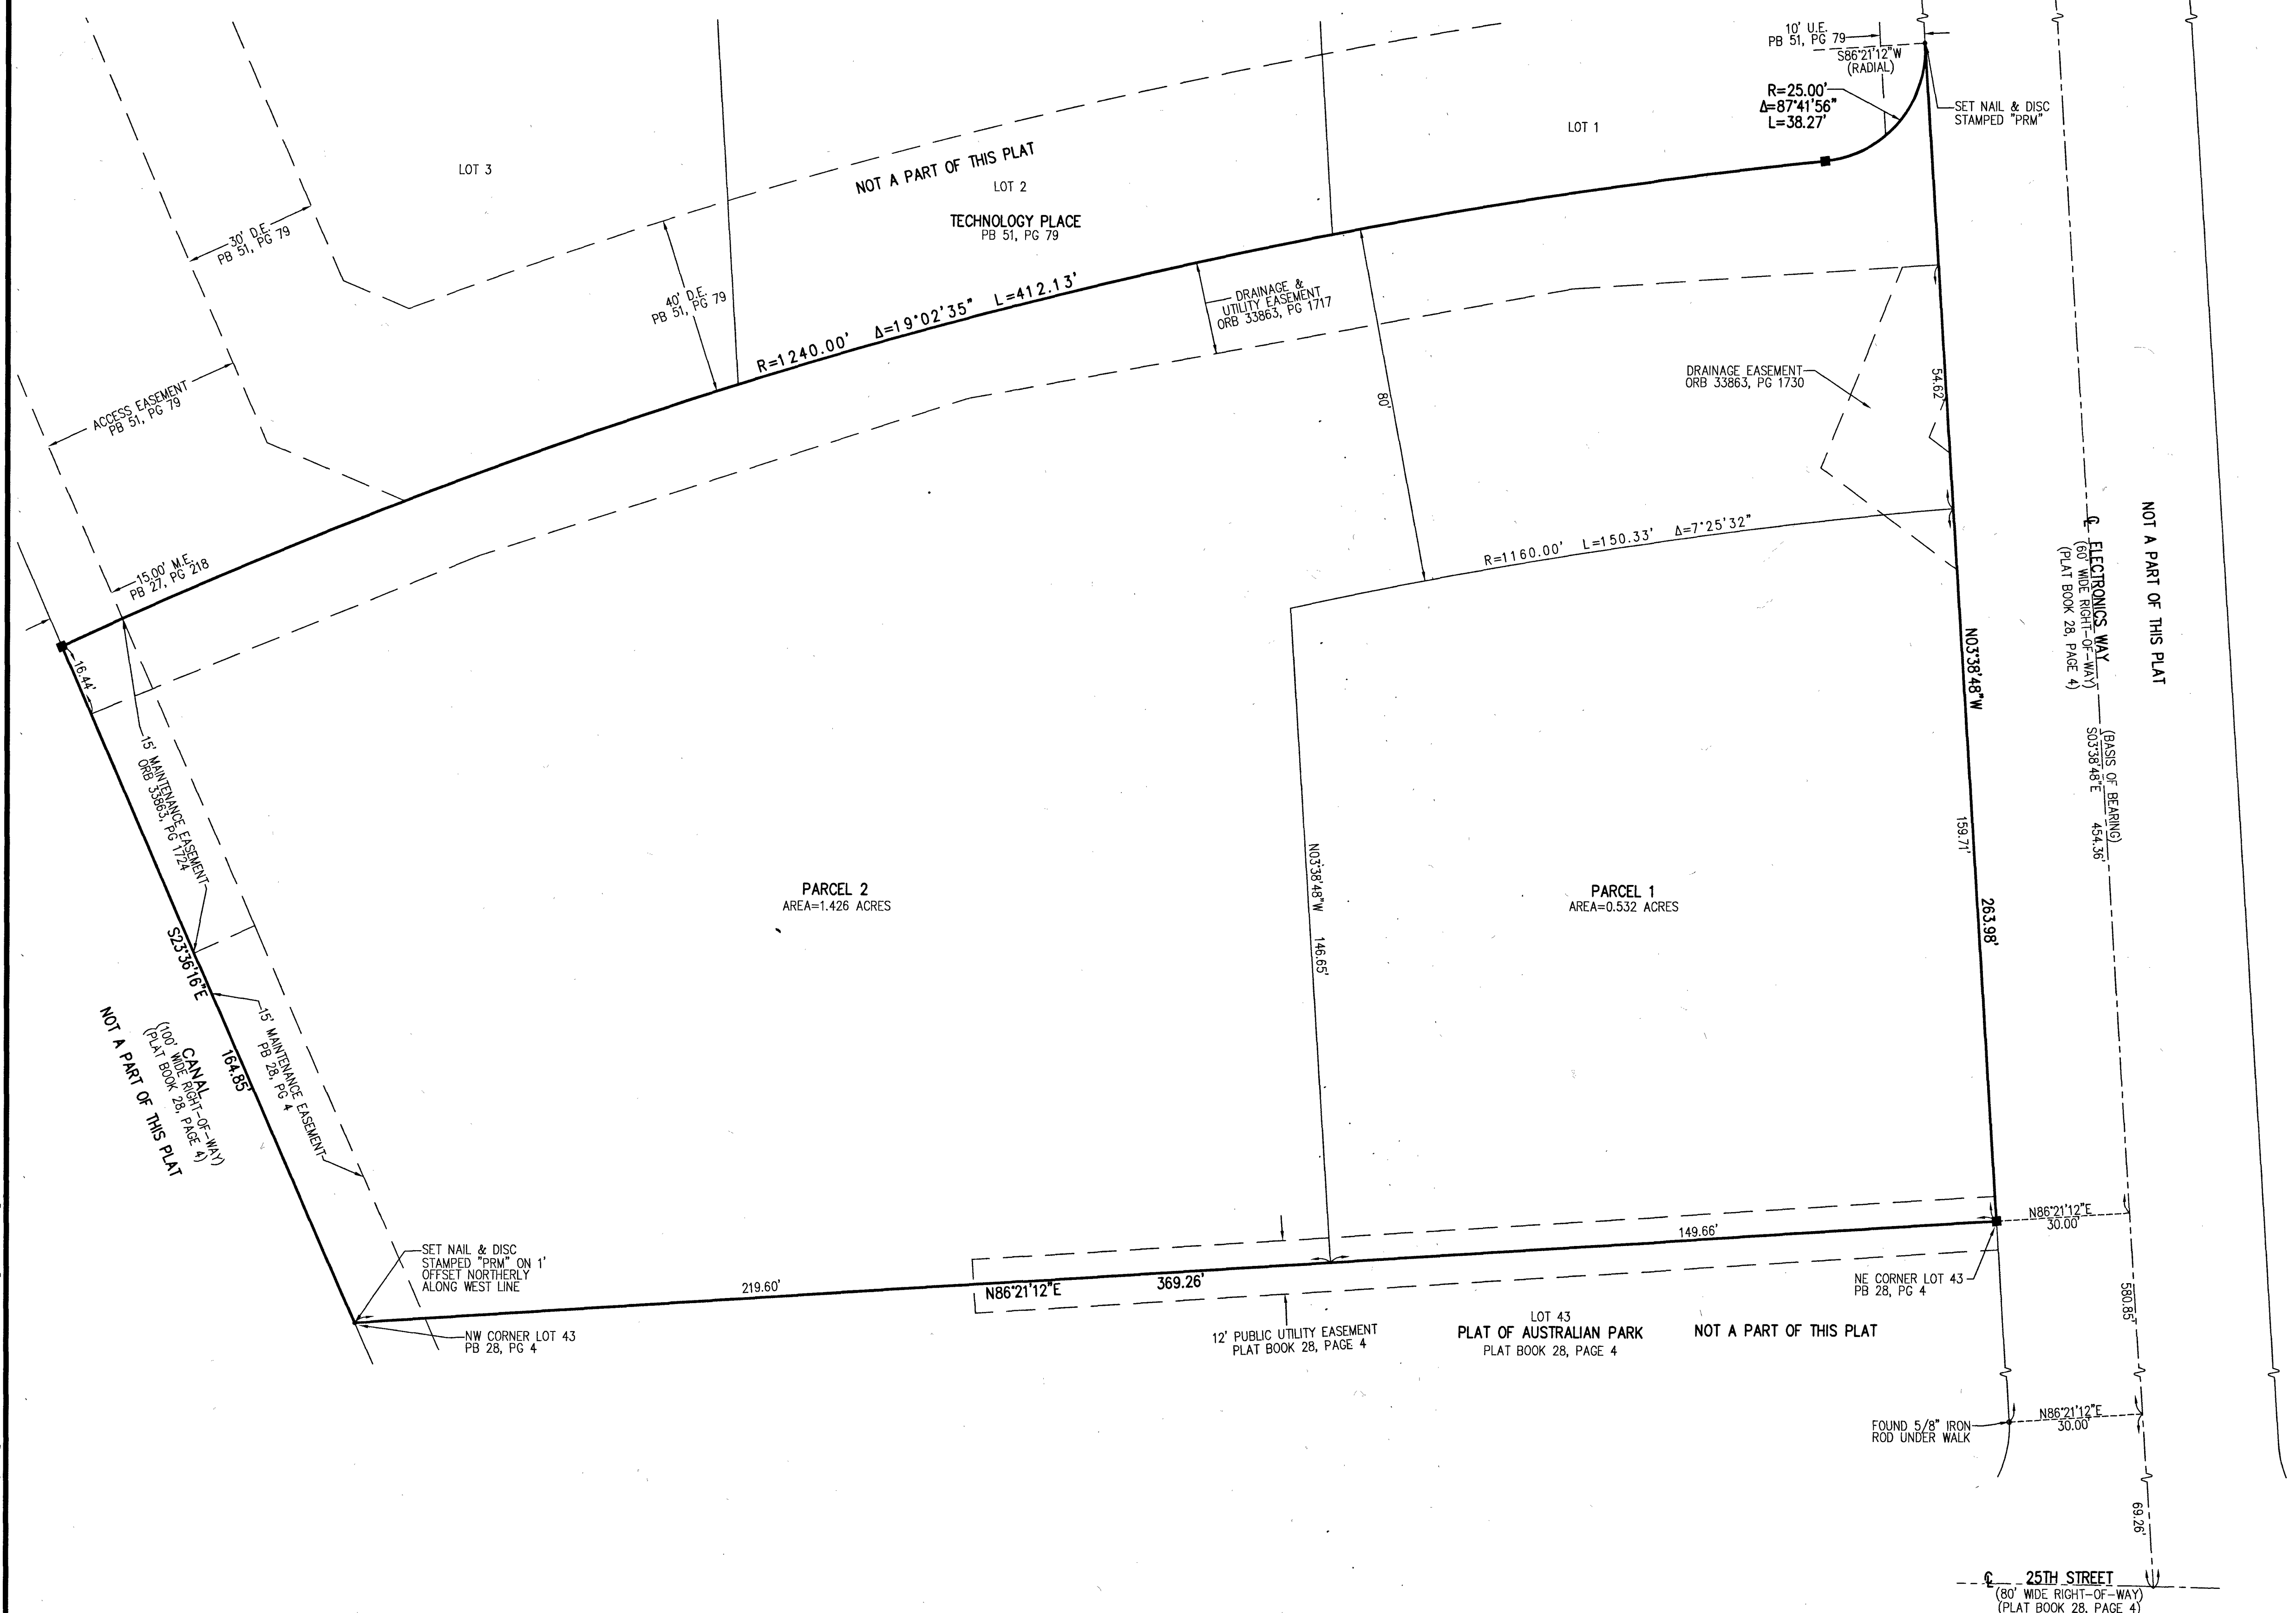 10' U.E.
PB 51, PG 79
S86°21'12"W
(RADIAL)
R=25.00'
Δ=87°41'56"
L=38.27'
SET NAIL & DISC
STAMPED "PRM"
LOT 1
LOT 3
NOT A PART OF THIS PLAT
LOT 2
TECHNOLOGY PLACE
PB 51, PG 79
30' D.E.
PB 51, PG 79
40' D.E.
PB 51, PG 79
R=1240.00' Δ=19°02'35" L=412.13'
DRAINAGE &
UTILITY EASEMENT
ORB 33863, PG 1717
ACCESS EASEMENT
PB 51, PG 79
80'
DRAINAGE EASEMENT
ORB 33863, PG 1730
54.62'
15.00' M.E.
PB 27, PG 218
R=1160.00' L=150.33' Δ=7°25'32"
16.44'
15' MAINTENANCE EASEMENT
ORB 33863, PG 1724
N03°38'48"W
159.71'
263.98'
℄ ELECTRONICS WAY
(60' WIDE RIGHT-OF-WAY)
(PLAT BOOK 28, PAGE 4)
(BASIS OF BEARING)
S03°38'48"E 454.36'
NOT A PART OF THIS PLAT
N03°38'48"W 146.65'
PARCEL 2
AREA=1.426 ACRES
PARCEL 1
AREA=0.532 ACRES
S23°36'16"E
164.85'
15' MAINTENANCE EASEMENT
PB 28, PG 4
CANAL
(100' WIDE RIGHT-OF-WAY)
(PLAT BOOK 28, PAGE 4)
NOT A PART OF THIS PLAT
SET NAIL & DISC
STAMPED "PRM" ON 1'
OFFSET NORTHERLY
ALONG WEST LINE
NW CORNER LOT 43
PB 28, PG 4
219.60'
N86°21'12"E 369.26'
149.66'
12' PUBLIC UTILITY EASEMENT
PLAT BOOK 28, PAGE 4
LOT 43
PLAT OF AUSTRALIAN PARK
PLAT BOOK 28, PAGE 4
NOT A PART OF THIS PLAT
NE CORNER LOT 43
PB 28, PG 4
N86°21'12"E
30.00'
580.85'
FOUND 5/8" IRON
ROD UNDER WALK
N86°21'12"E
30.00'
69.26'
℄ 25TH STREET
(80' WIDE RIGHT-OF-WAY)
(PLAT BOOK 28, PAGE 4)